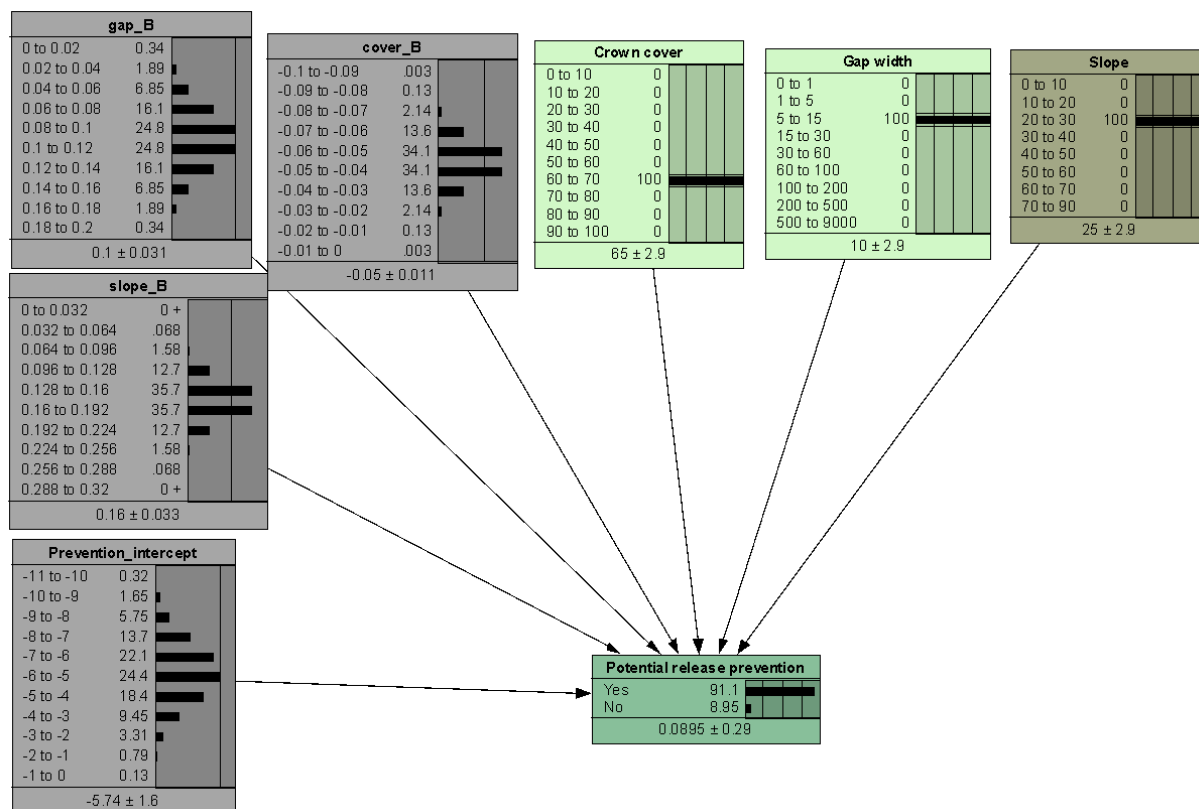 gap_B
0 to 0.02 0.34
0.02 to 0.04 1.89
0.04 to 0.06 6.85
0.06 to 0.08 16.1
0.08 to 0.1 24.8
0.1 to 0.12 24.8
0.12 to 0.14 16.1
0.14 to 0.16 6.85
0.16 to 0.18 1.89
0.18 to 0.2 0.34
0.1 ± 0.031
cover_B
-0.1 to -0.09 .003
-0.09 to -0.08 0.13
-0.08 to -0.07 2.14
-0.07 to -0.06 13.6
-0.06 to -0.05 34.1
-0.05 to -0.04 34.1
-0.04 to -0.03 13.6
-0.03 to -0.02 2.14
-0.02 to -0.01 0.13
-0.01 to 0 .003
-0.05 ± 0.011
Crown cover
0 to 10 0
10 to 20 0
20 to 30 0
30 to 40 0
40 to 50 0
50 to 60 0
60 to 70 100
70 to 80 0
80 to 90 0
90 to 100 0
65 ± 2.9
Gap width
0 to 1 0
1 to 5 0
5 to 15 100
15 to 30 0
30 to 60 0
60 to 100 0
100 to 200 0
200 to 500 0
500 to 9000 0
10 ± 2.9
Slope
0 to 10 0
10 to 20 0
20 to 30 100
30 to 40 0
40 to 50 0
50 to 60 0
60 to 70 0
70 to 90 0
25 ± 2.9
slope_B
0 to 0.032 0 +
0.032 to 0.064 .068
0.064 to 0.096 1.58
0.096 to 0.128 12.7
0.128 to 0.16 35.7
0.16 to 0.192 35.7
0.192 to 0.224 12.7
0.224 to 0.256 1.58
0.256 to 0.288 .068
0.288 to 0.32 0 +
0.16 ± 0.033
Prevention_intercept
-11 to -10 0.32
-10 to -9 1.65
-9 to -8 5.75
-8 to -7 13.7
-7 to -6 22.1
-6 to -5 24.4
-5 to -4 18.4
-4 to -3 9.45
-3 to -2 3.31
-2 to -1 0.79
-1 to 0 0.13
-5.74 ± 1.6
Potential release prevention
Yes 91.1
No 8.95
0.0895 ± 0.29